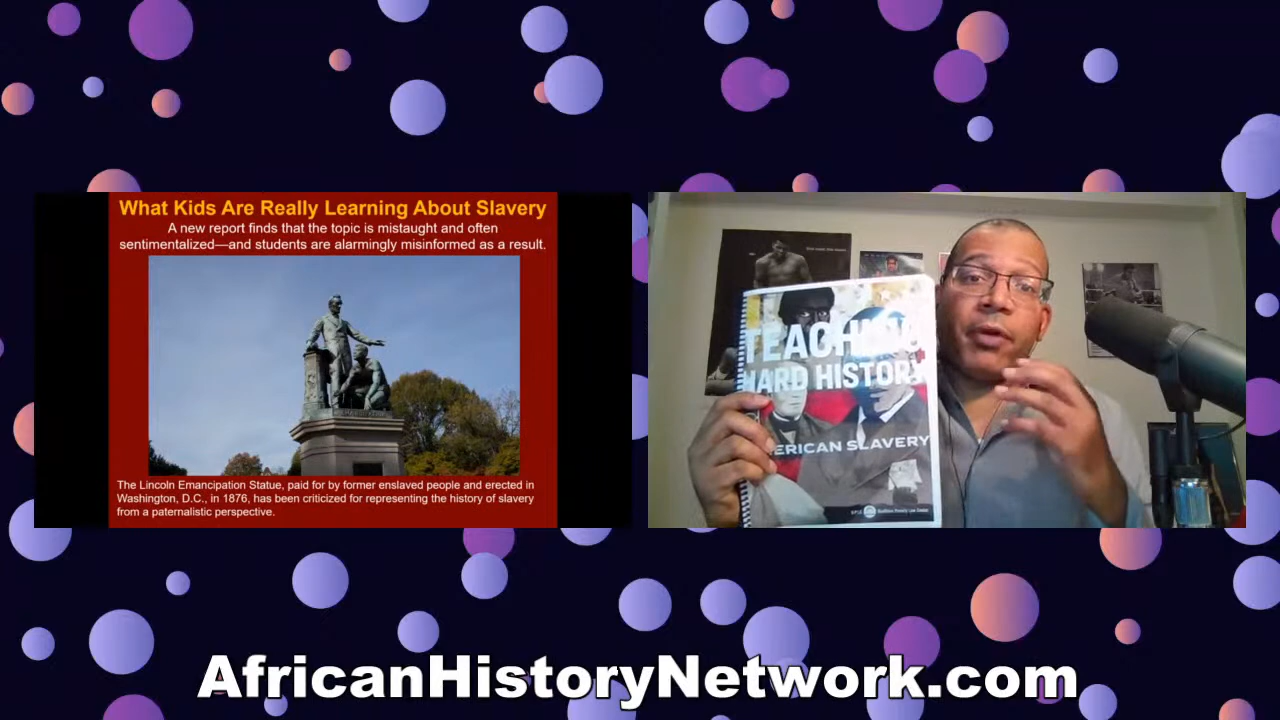 What Kids Are Really Learning About Slavery
A new report finds that the topic is mistaught and often
sentimentalized—and students are alarmingly misinformed as a result.
The Lincoln Emancipation Statue, paid for by former enslaved people and erected in
Washington, D.C., in 1876, has been criticized for representing the history of slavery
from a paternalistic perspective.
TEACHING
HARD HISTORY
ERICAN SLAVERY
AfricanHistoryNetwork.com